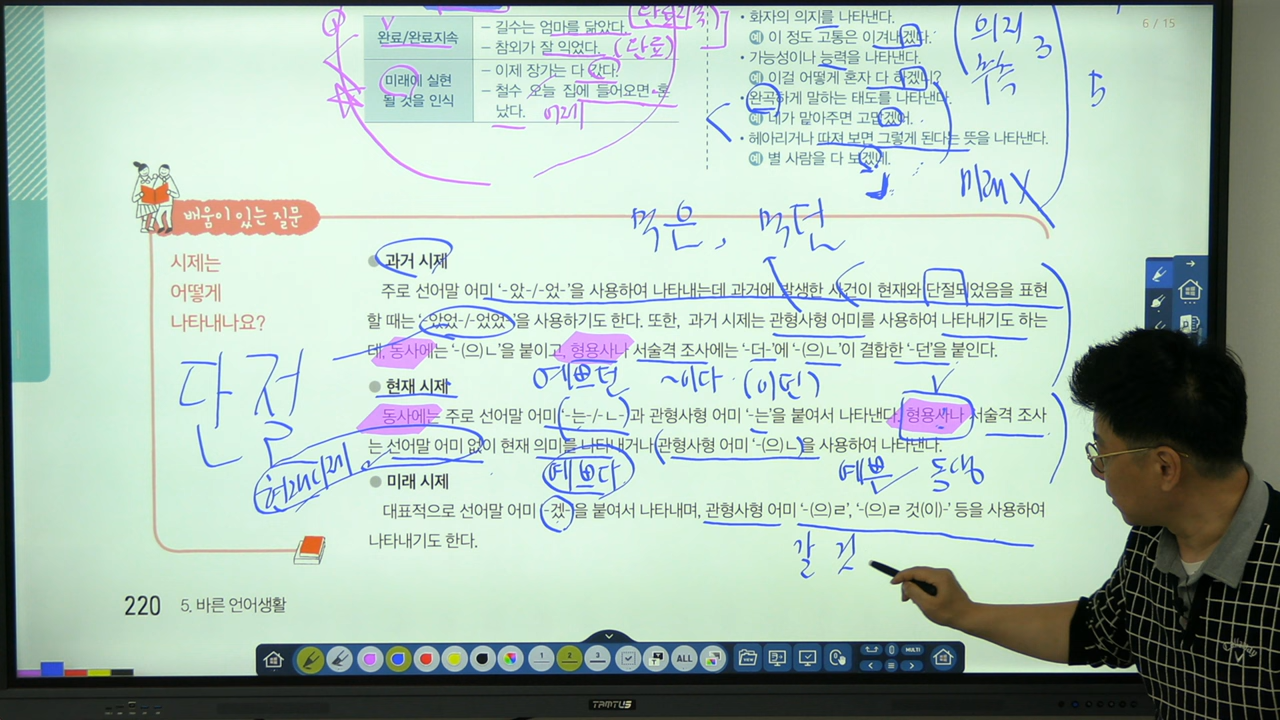 완료/완료지속
– 길수는 엄마를 닮았다.
– 참외가 잘 익었다. (완료)
미래에 실현
될 것을 인식
– 이제 장가는 다 갔다.
– 철수 오늘 집에 들어오면 혼
났다. 미래
• 화자의 의지를 나타낸다.
예 이 정도 고통은 이겨내겠다.
• 가능성이나 능력을 나타낸다.
예 이걸 어떻게 혼자 다 하겠니?
• 완곡하게 말하는 태도를 나타낸다.
예 네가 맡아주면 고맙겠어.
• 헤아리거나 따져 보면 그렇게 된다는 뜻을 나타낸다.
예 별 사람을 다 보겠네.
의지
추측
3
5
미래 X
6 / 15
배움이 있는 질문
시제는
어떻게
나타내나요?
먹은, 먹던
● 과거 시제
주로 선어말 어미 '-았-/-었-'을 사용하여 나타내는데 과거에 발생한 사건이 현재와 단절되었음을 표현
할 때는 '-았었-/-었었-'을 사용하기도 한다. 또한, 과거 시제는 관형사형 어미를 사용하여 나타내기도 하는
데, 동사에는 '-(으)ㄴ'을 붙이고, 형용사나 서술격 조사에는 '-더-'에 '-(으)ㄴ'이 결합한 '-던'을 붙인다.
예쁘던 ~이다 (이던)
단절
● 현재 시제
동사에는 주로 선어말 어미 '-는-/-ㄴ-'과 관형사형 어미 '-는'을 붙여서 나타낸다. 형용사나 서술격 조사
는 선어말 어미 없이 현재 의미를 나타내거나 관형사형 어미 '-(으)ㄴ'을 사용하여 나타낸다.
현재시제
예쁘다
예쁜 동생
● 미래 시제
대표적으로 선어말 어미 '-겠-'을 붙여서 나타내며, 관형사형 어미 '-(으)ㄹ', '-(으)ㄹ 것(이)-' 등을 사용하여
나타내기도 한다.
갈 것
220 5. 바른 언어생활
1 2 3 ALL MULTI
TAMTUS